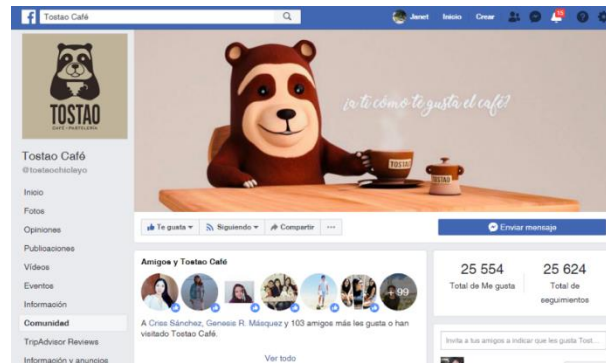 Tostao Café
Janet
Inicio
Crear
TOSTAO
CAFÉ + PASTELERÍA
¿a ti cómo te gusta el café?
TOSTAO
TOSTAO
Tostao Café
@tostaochiclayo
Inicio
Fotos
Opiniones
Publicaciones
Vídeos
Eventos
Información
Comunidad
TripAdvisor Reviews
Información y anuncios
Te gusta
Siguiendo
Compartir
Enviar mensaje
Amigos y Tostao Café
+99
A Criss Sánchez, Genesis R. Másquez y 103 amigos más les gusta o han
visitado Tostao Café.
Ver todo
25 554
Total de Me gusta
25 624
Total de
seguimientos
Invita a tus amigos a indicar que les gusta Tost...